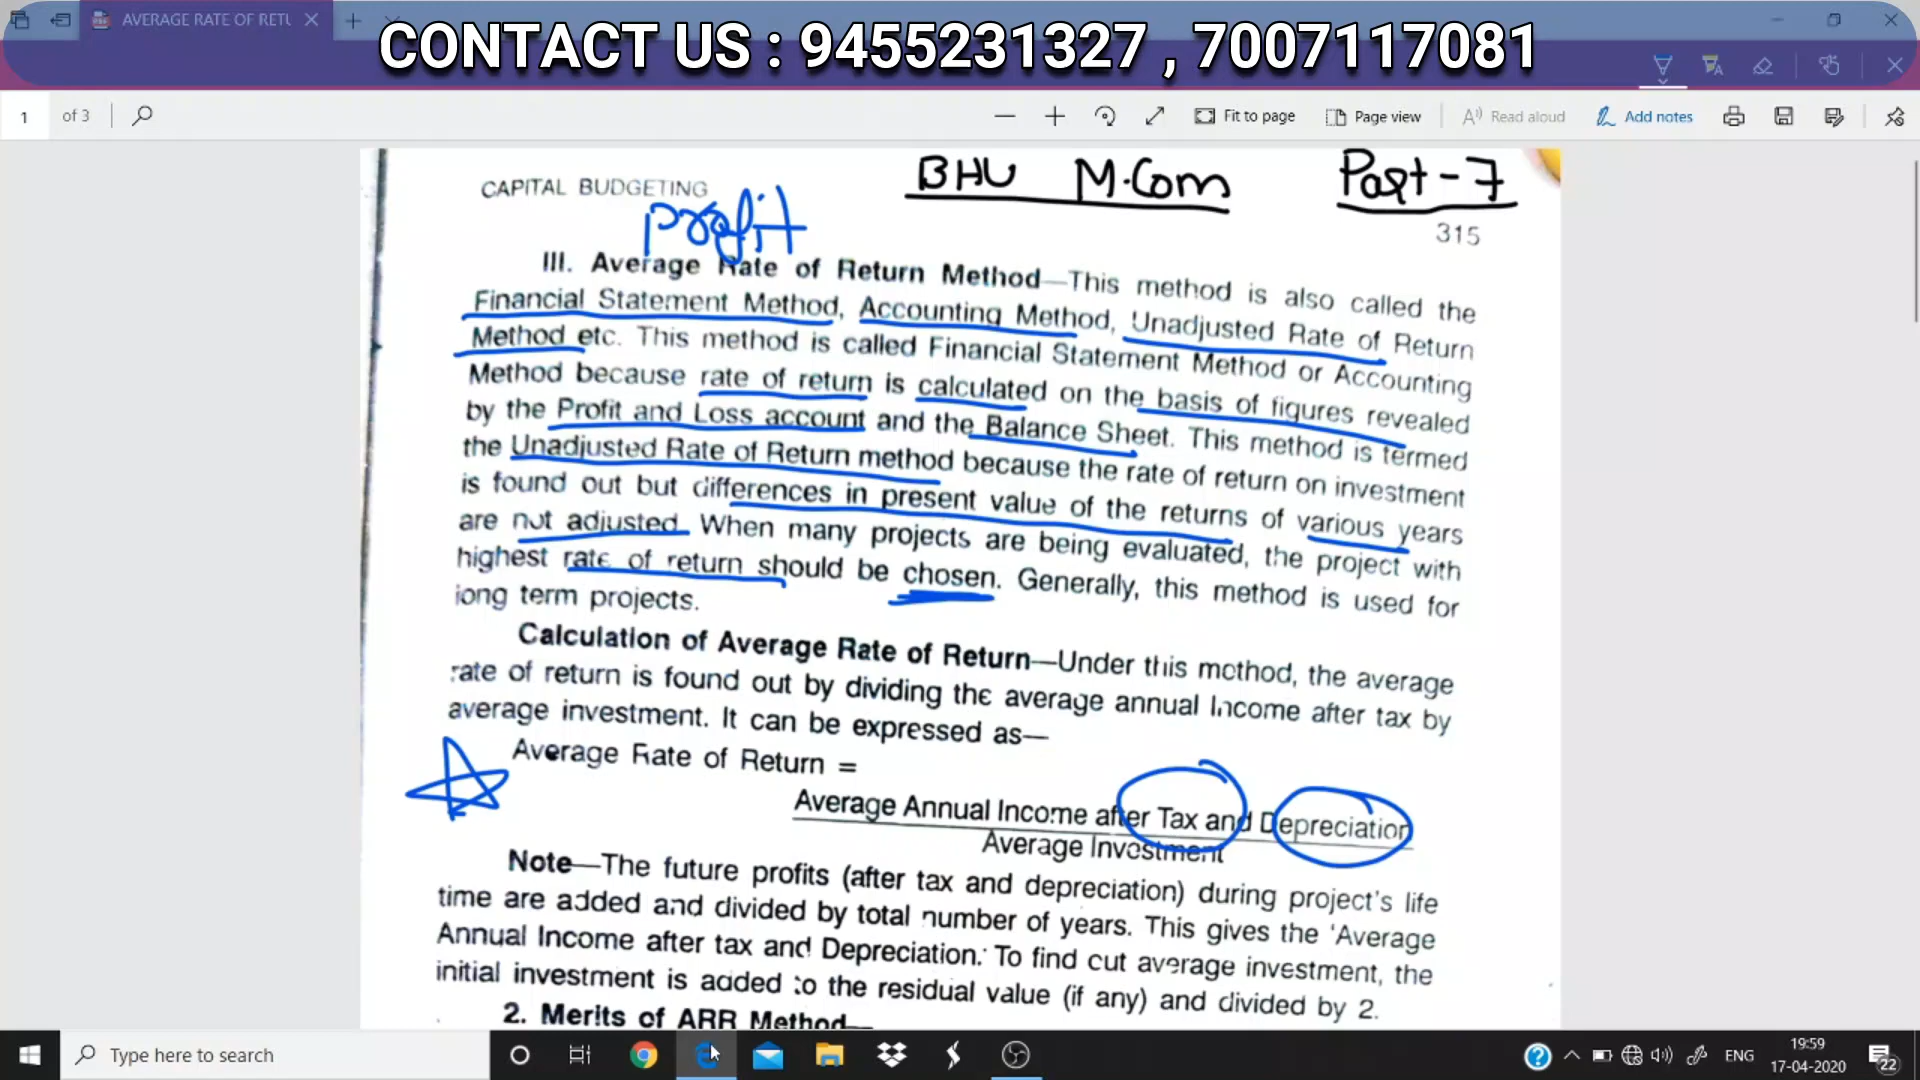 AVERAGE RATE OF RETU
CONTACT US : 9455231327 , 7007117081
1 of 3
Fit to page
Page view
Read aloud
Add notes
BHU M.Com Part-7
CAPITAL BUDGETING
profit
315
III. Average Rate of Return Method—This method is also called the
Financial Statement Method, Accounting Method, Unadjusted Rate of Return
Method etc. This method is called Financial Statement Method or Accounting
Method because rate of return is calculated on the basis of figures revealed
by the Profit and Loss account and the Balance Sheet. This method is termed
the Unadjusted Rate of Return method because the rate of return on investment
is found out but differences in present value of the returns of various years
are not adjusted. When many projects are being evaluated, the project with
highest rate of return should be chosen. Generally, this method is used for
long term projects.
Calculation of Average Rate of Return—Under this method, the average
rate of return is found out by dividing the average annual Income after tax by
average investment. It can be expressed as—
Average Rate of Return =
Average Annual Income after Tax and Depreciation
Average Investment
Note—The future profits (after tax and depreciation) during project's life
time are added and divided by total number of years. This gives the 'Average
Annual Income after tax and Depreciation.' To find out average investment, the
initial investment is added to the residual value (if any) and divided by 2.
2. Merits of ARR Method—
Type here to search
ENG
19:59
17-04-2020
22